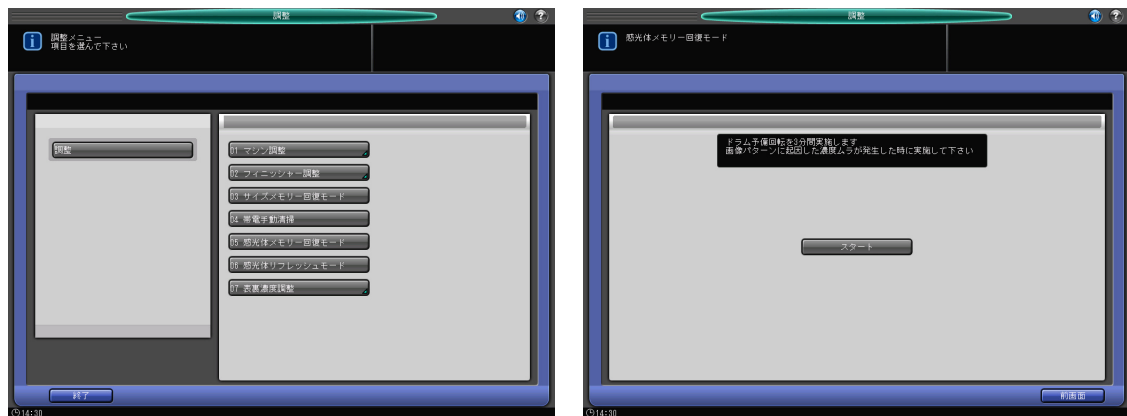 調整
調整メニュー
項目を選んで下さい
調整
01 マシン調整
02 フィニッシャー調整
03 サイズメモリー回復モード
04 帯電手動清掃
05 感光体メモリー回復モード
06 感光体リフレッシュモード
07 表裏濃度調整
終了
14:30
調整
感光体メモリー回復モード
ドラム予備回転を3分間実施します
画像パターンに起因した濃度ムラが発生した時に実施して下さい
スタート
前画面
14:30